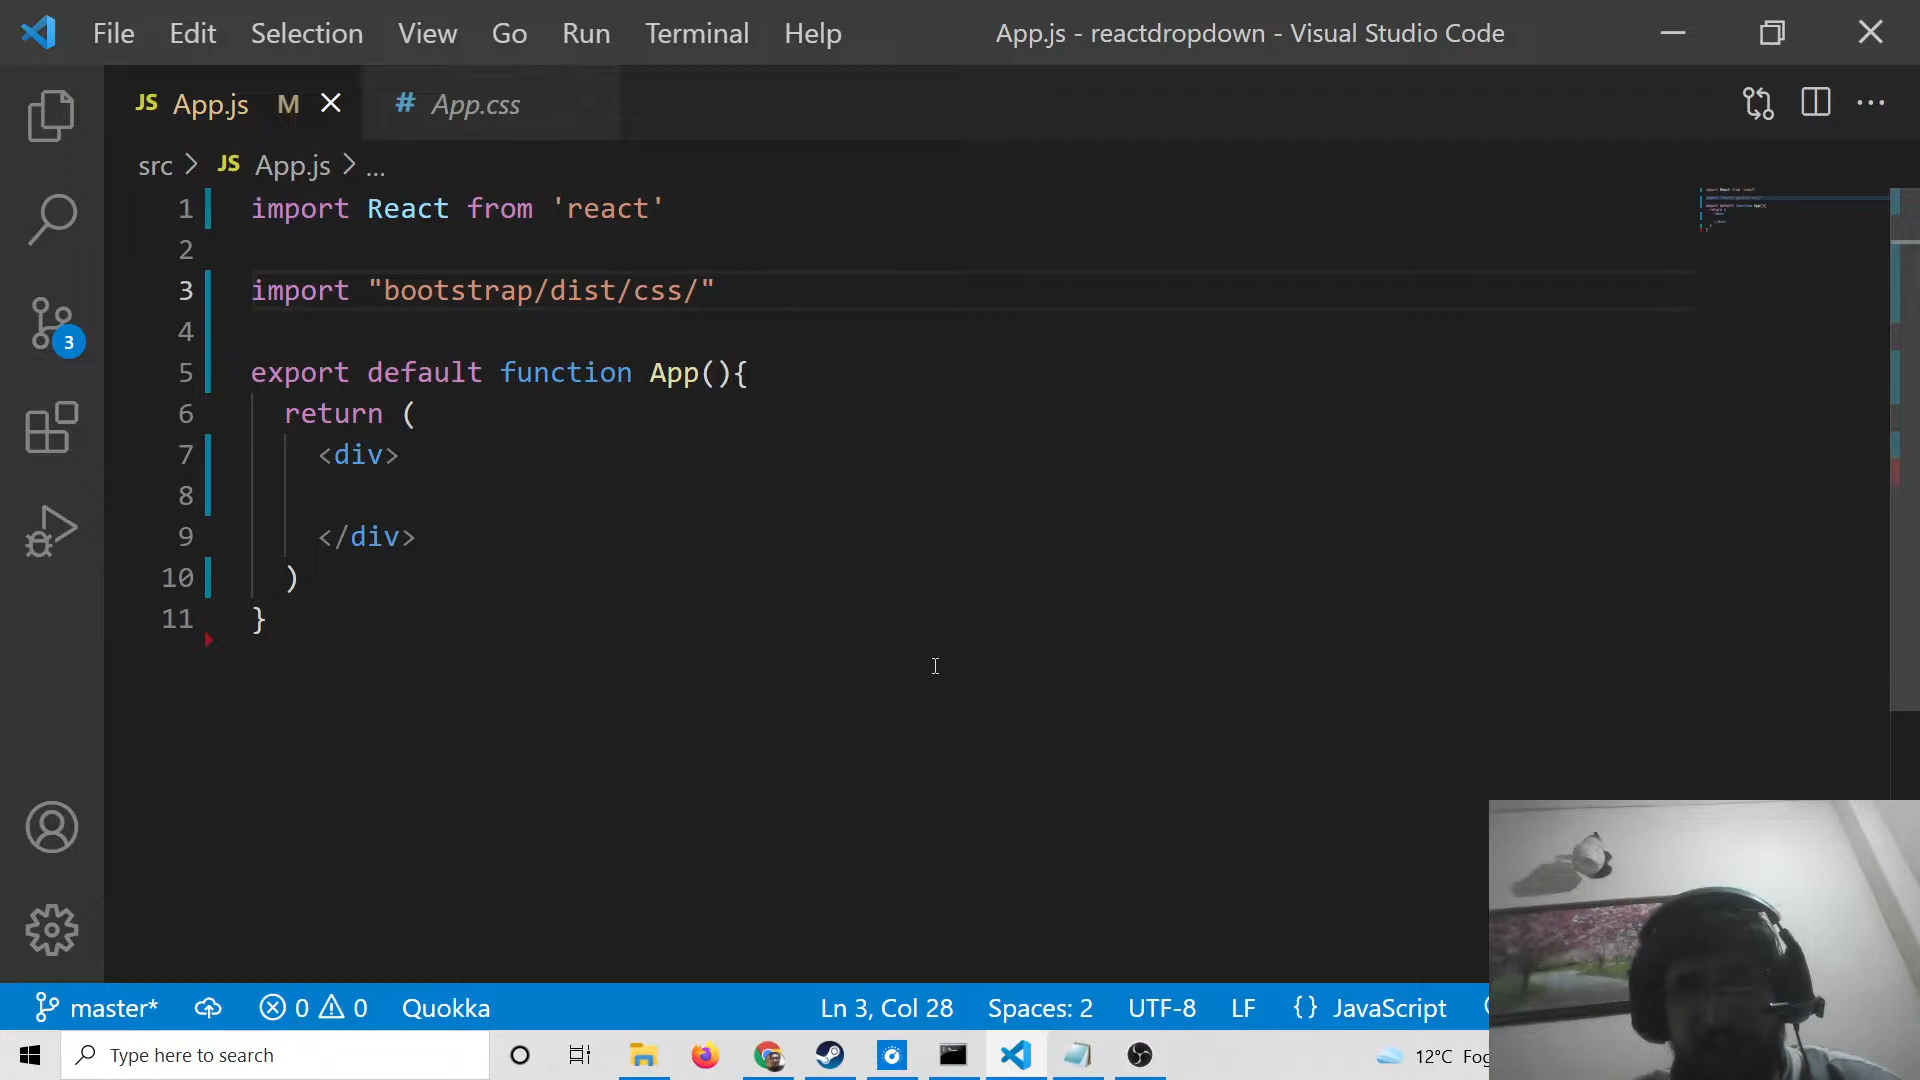 File Edit Selection View Go Run Terminal Help App.js - reactdropdown - Visual Studio Code
JS App.js M # App.css
src > JS App.js > ...
1 import React from 'react'
2
3 import "bootstrap/dist/css/"
4
5 export default function App(){
6 return (
7 <div>
8
9 </div>
10 )
11 }
3
master* 0 0 Quokka Ln 3, Col 28 Spaces: 2 UTF-8 LF {} JavaScript
Type here to search 12°C